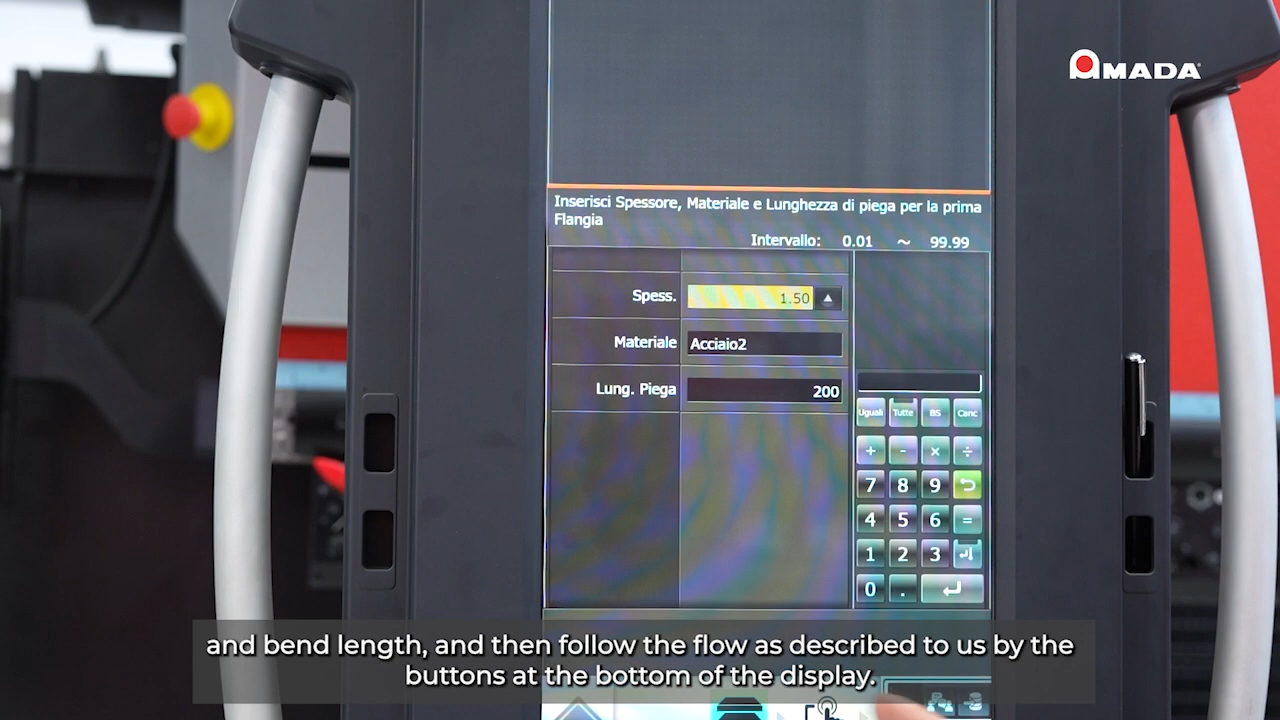 AMADA
Inserisci Spessore, Materiale e Lunghezza di piega per la prima
Flangia
Intervallo: 0.01 ~ 99.99
Spess. 1.50 ▲
Materiale Acciaio2
Lung. Piega 200
Uguali Tutte BS Canc
+ - × ÷
7 8 9
4 5 6 =
1 2 3
0 .
and bend length, and then follow the flow as described to us by the
buttons at the bottom of the display.